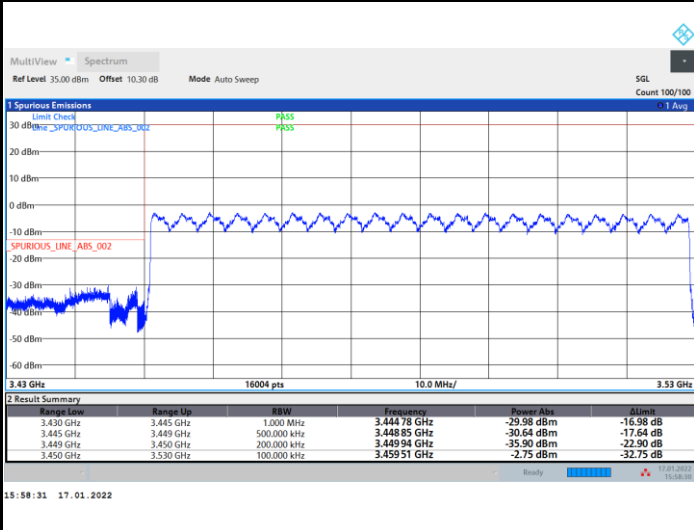 MultiView Spectrum
Ref Level 35.00 dBm Offset 10.30 dB Mode Auto Sweep SGL
Count 100/100
1 Spurious Emissions 1 Avg
Limit Check PASS
30 dBm Line _SPURIOUS_LINE_ABS_002 PASS
20 dBm
10 dBm
0 dBm
-10 dBm
_SPURIOUS_LINE_ABS_002
-20 dBm
-30 dBm
-40 dBm
-50 dBm
-60 dBm
3.43 GHz 16004 pts 10.0 MHz/ 3.53 GHz
2 Result Summary
Range Low Range Up RBW Frequency Power Abs ΔLimit
3.430 GHz 3.445 GHz 1.000 MHz 3.444 78 GHz -29.98 dBm -16.98 dB
3.445 GHz 3.449 GHz 500.000 kHz 3.448 85 GHz -30.64 dBm -17.64 dB
3.449 GHz 3.450 GHz 200.000 kHz 3.449 94 GHz -35.90 dBm -22.90 dB
3.450 GHz 3.530 GHz 100.000 kHz 3.459 51 GHz -2.75 dBm -32.75 dB
Ready 17.01.2022
15:58:30
15:58:31 17.01.2022